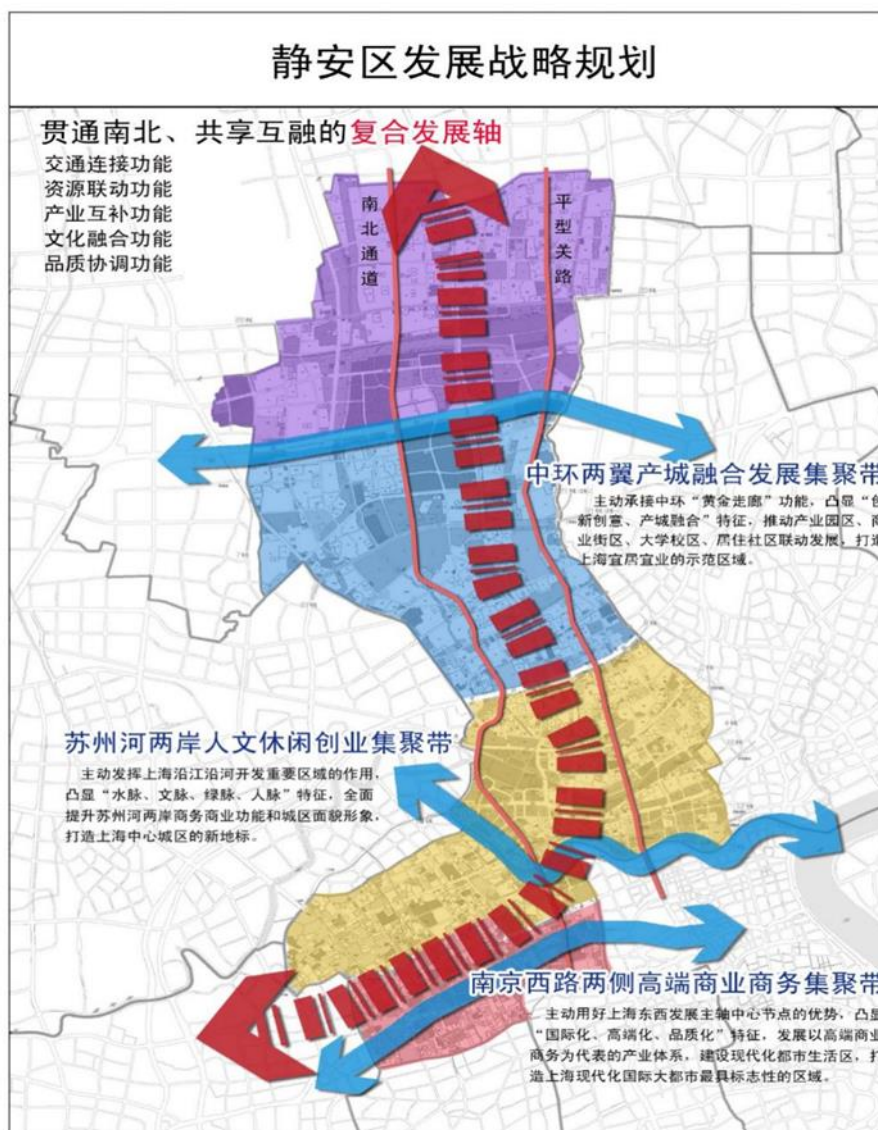 静安区发展战略规划
贯通南北、共享互融的复合发展轴
交通连接功能
资源联动功能
产业互补功能
文化融合功能
品质协调功能
南北通道
平型关路
中环两翼产城融合发展集聚带
主动承接中环“黄金走廊”功能，凸显“创
新创意、产城融合”特征，推动产业园区、商
业街区、大学校区、居住社区联动发展，打造
上海宜居宜业的示范区域。
苏州河两岸人文休闲创业集聚带
主动发挥上海沿江沿河开发重要区域的作用，
凸显“水脉、文脉、绿脉、人脉”特征，全面
提升苏州河两岸商务商业功能和城区面貌形象，
打造上海中心城区的新地标。
南京西路两侧高端商业商务集聚带
主动用好上海东西发展主轴中心节点的优势，凸显
“国际化、高端化、品质化”特征，发展以高端商业
商务为代表的产业体系，建设现代化都市生活区，打
造上海现代化国际大都市最具标志性的区域。